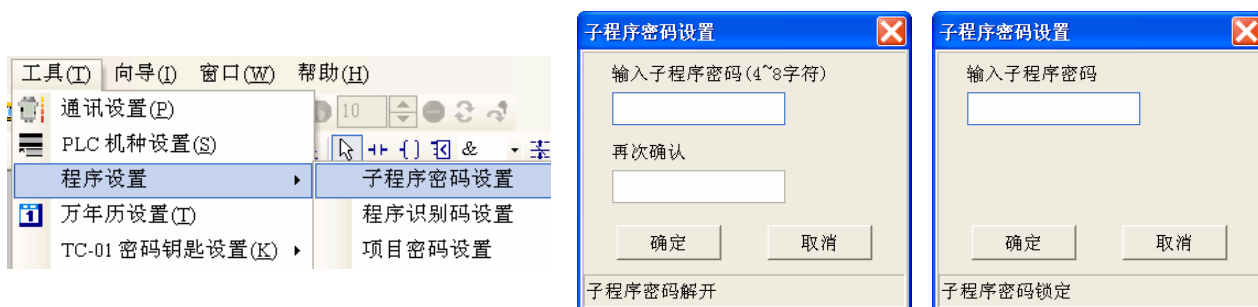 工具(T) 向导(I) 窗口(W) 帮助(H)
通讯设置(P)
10
PLC 机种设置(S)
&
程序设置
子程序密码设置
万年历设置(T)
程序识别码设置
TC-01 密码钥匙设置(K)
项目密码设置
子程序密码设置
输入子程序密码(4~8字符)
再次确认
确定 取消
子程序密码解开
子程序密码设置
输入子程序密码
确定 取消
子程序密码锁定